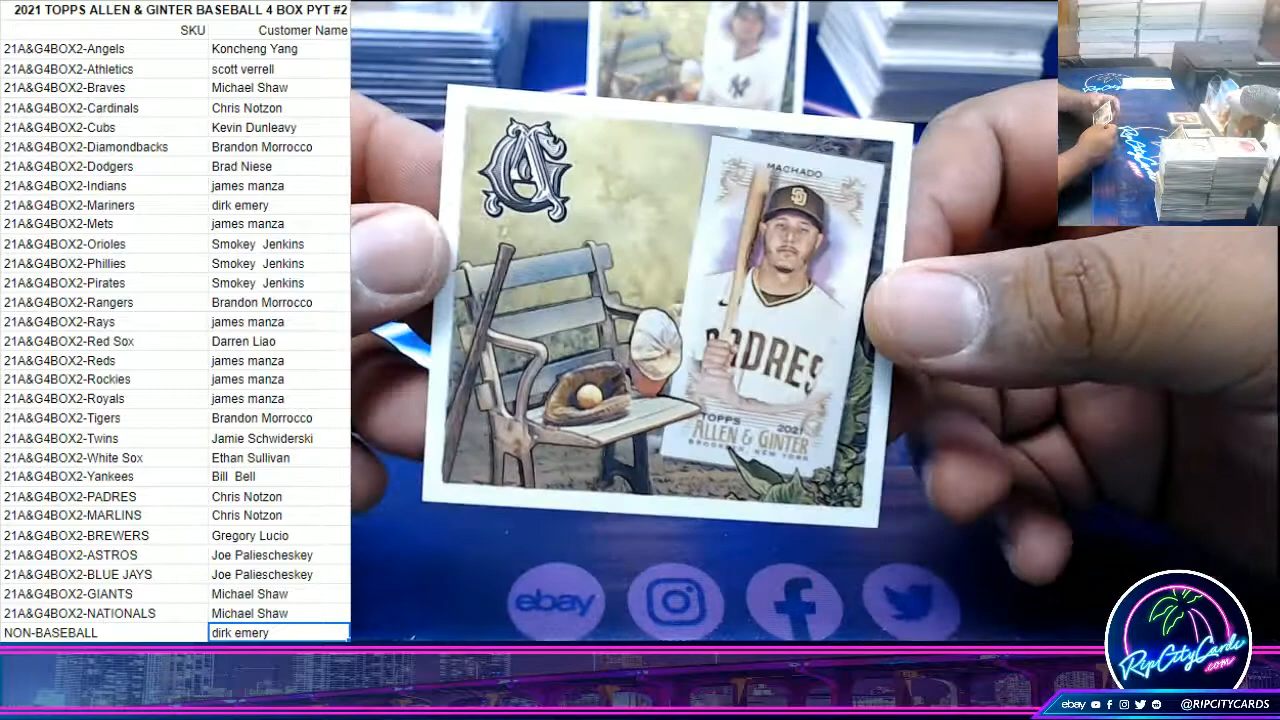 2021 TOPPS ALLEN & GINTER BASEBALL 4 BOX PYT #2
SKU Customer Name
21A&G4BOX2-Angels Koncheng Yang
21A&G4BOX2-Athletics scott verrell
21A&G4BOX2-Braves Michael Shaw
21A&G4BOX2-Cardinals Chris Notzon
21A&G4BOX2-Cubs Kevin Dunleavy
21A&G4BOX2-Diamondbacks Brandon Morrocco
21A&G4BOX2-Dodgers Brad Niese
21A&G4BOX2-Indians james manza
21A&G4BOX2-Mariners dirk emery
21A&G4BOX2-Mets james manza
21A&G4BOX2-Orioles Smokey Jenkins
21A&G4BOX2-Phillies Smokey Jenkins
21A&G4BOX2-Pirates Smokey Jenkins
21A&G4BOX2-Rangers Brandon Morrocco
21A&G4BOX2-Rays james manza
21A&G4BOX2-Red Sox Darren Liao
21A&G4BOX2-Reds james manza
21A&G4BOX2-Rockies james manza
21A&G4BOX2-Royals james manza
21A&G4BOX2-Tigers Brandon Morrocco
21A&G4BOX2-Twins Jamie Schwiderski
21A&G4BOX2-White Sox Ethan Sullivan
21A&G4BOX2-Yankees Bill Bell
21A&G4BOX2-PADRES Chris Notzon
21A&G4BOX2-MARLINS Chris Notzon
21A&G4BOX2-BREWERS Gregory Lucio
21A&G4BOX2-ASTROS Joe Paliescheskey
21A&G4BOX2-BLUE JAYS Joe Paliescheskey
21A&G4BOX2-GIANTS Michael Shaw
21A&G4BOX2-NATIONALS Michael Shaw
NON-BASEBALL dirk emery
MACHADO
SD
PADRES
TOPPS 2021
ALLEN & GINTER
BROOKLYN, NEW YORK
ebay
RipCityCards
.com
ebay @RIPCITYCARDS